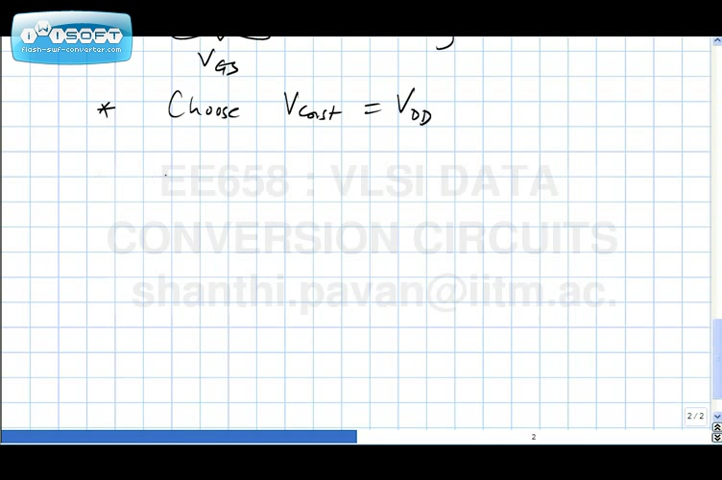 iWiSOFT
flash-swf-converter.com
VGS
* Choose Vconst = VDD
EE658 : VLSI DATA
CONVERSION CIRCUITS
shanthi.pavan@iitm.ac.
2 / 2
2